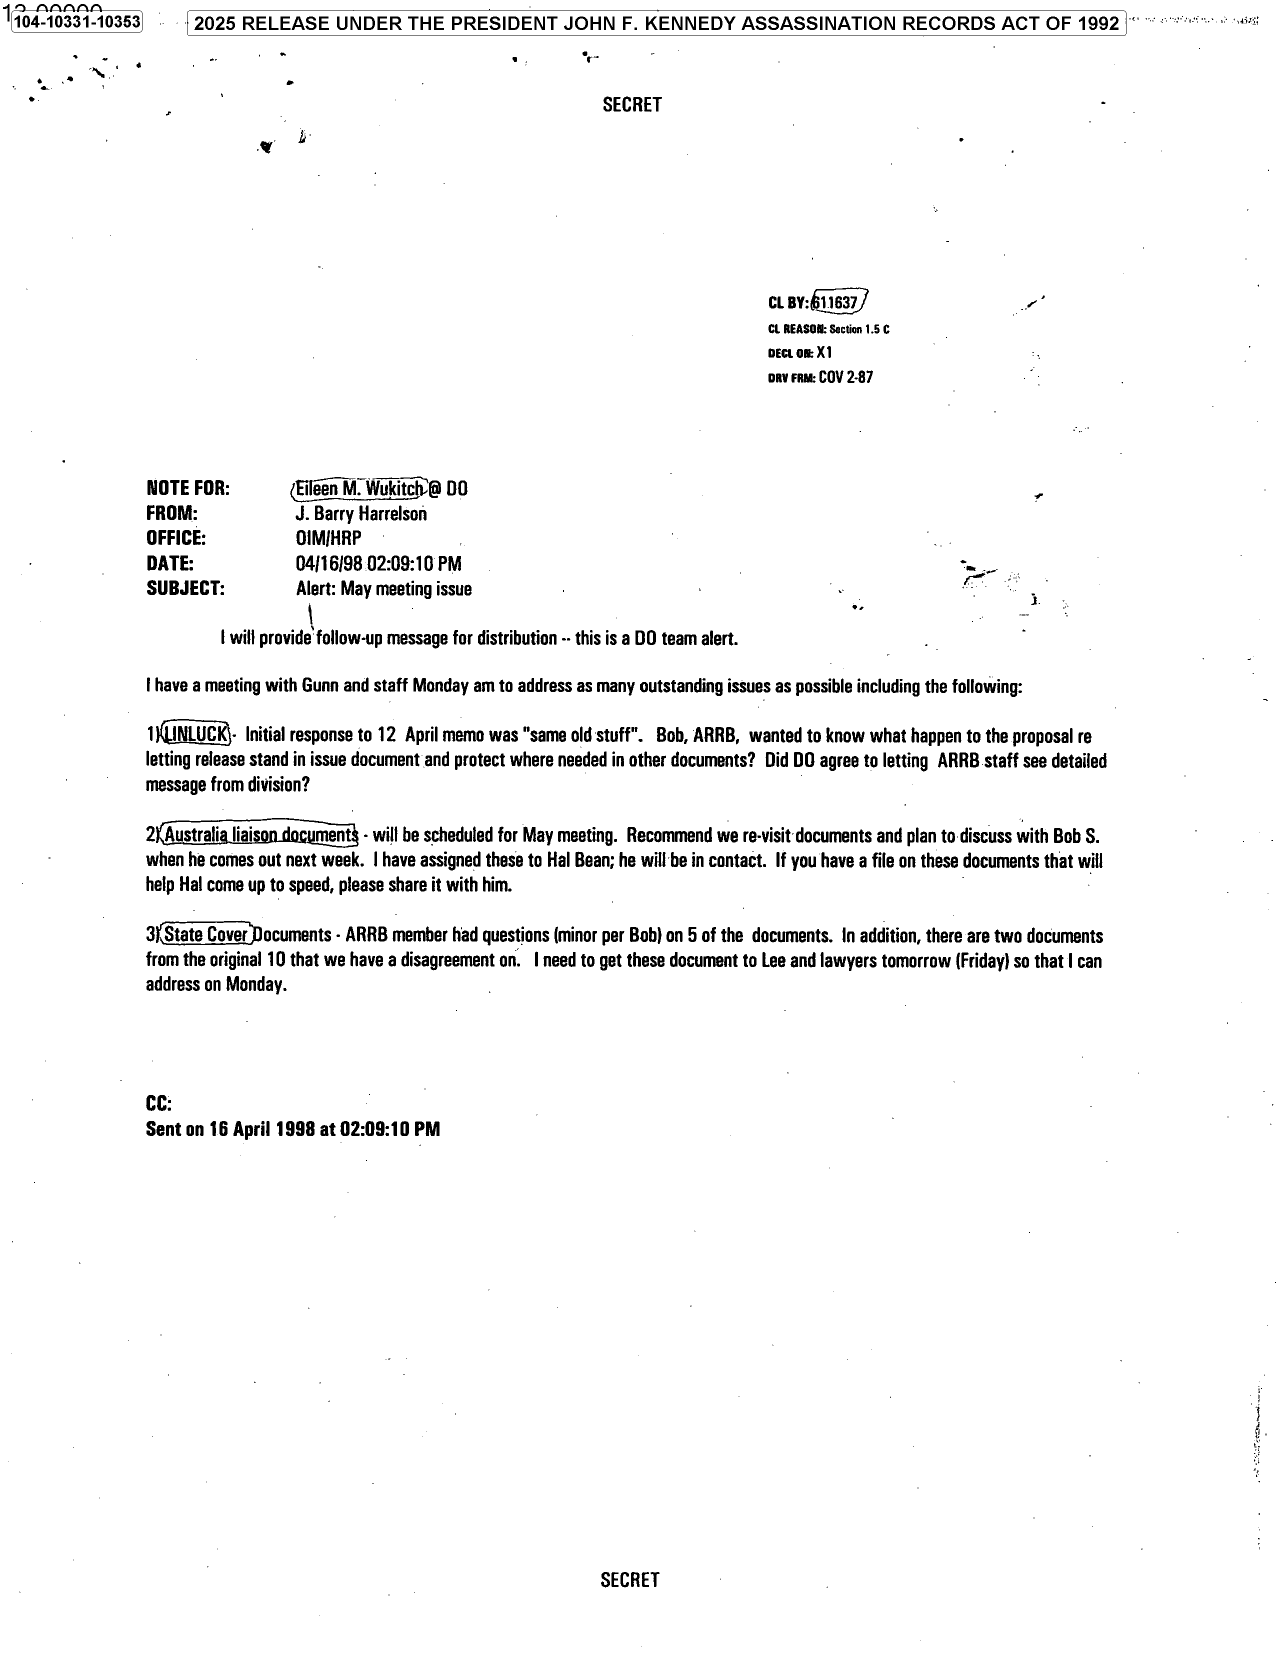 104-10331-10353
2025 RELEASE UNDER THE PRESIDENT JOHN F. KENNEDY ASSASSINATION RECORDS ACT OF 1992
SECRET
CL BY: 611637
CL REASON: Section 1.5 C
DECL ON: X1
DRV FRM: COV 2-87
NOTE FOR: Eileen M. Wukitch @ DO
FROM: J. Barry Harrelson
OFFICE: OIM/HRP
DATE: 04/16/98 02:09:10 PM
SUBJECT: Alert: May meeting issue
I will provide follow-up message for distribution -- this is a DO team alert.
I have a meeting with Gunn and staff Monday am to address as many outstanding issues as possible including the following:
1) LINLUCK - Initial response to 12 April memo was "same old stuff". Bob, ARRB, wanted to know what happen to the proposal re
letting release stand in issue document and protect where needed in other documents? Did DO agree to letting ARRB staff see detailed
message from division?
2) Australia liaison documents - will be scheduled for May meeting. Recommend we re-visit documents and plan to discuss with Bob S.
when he comes out next week. I have assigned these to Hal Bean; he will be in contact. If you have a file on these documents that will
help Hal come up to speed, please share it with him.
3) State Cover Documents - ARRB member had questions (minor per Bob) on 5 of the documents. In addition, there are two documents
from the original 10 that we have a disagreement on. I need to get these document to Lee and lawyers tomorrow (Friday) so that I can
address on Monday.
CC:
Sent on 16 April 1998 at 02:09:10 PM
SECRET